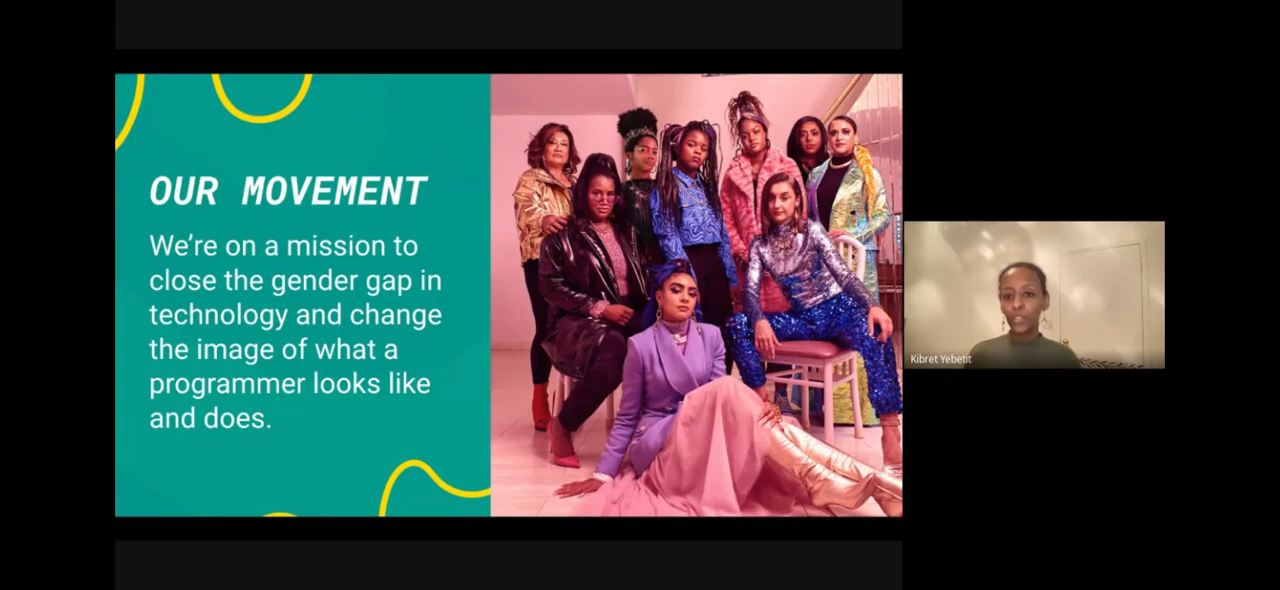 OUR MOVEMENT
We’re on a mission to
close the gender gap in
technology and change
the image of what a
programmer looks like
and does.
Kibret Yebetit